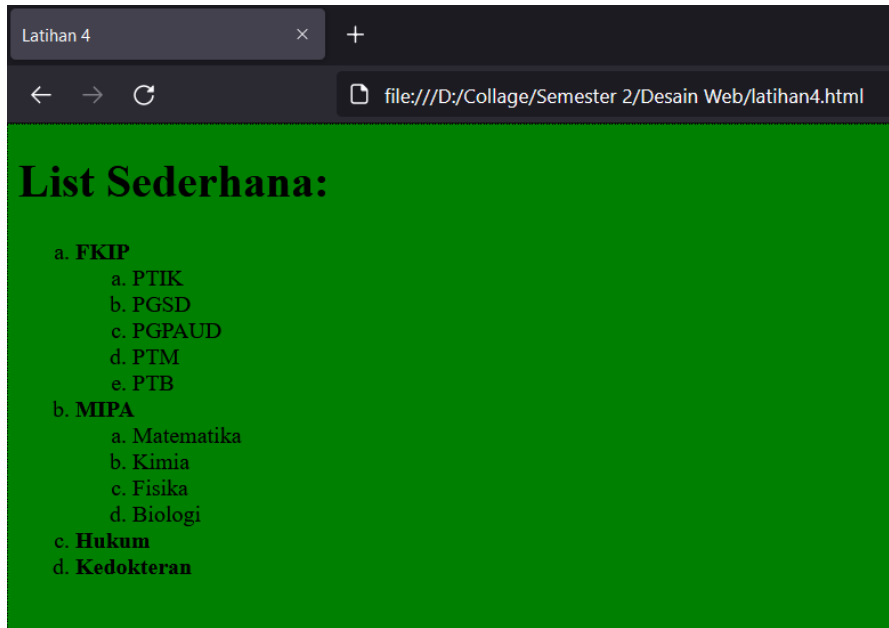 Latihan 4
file:///D:/Collage/Semester 2/Desain Web/latihan4.html
List Sederhana:
a. FKIP
a. PTIK
b. PGSD
c. PGPAUD
d. PTM
e. PTB
b. MIPA
a. Matematika
b. Kimia
c. Fisika
d. Biologi
c. Hukum
d. Kedokteran